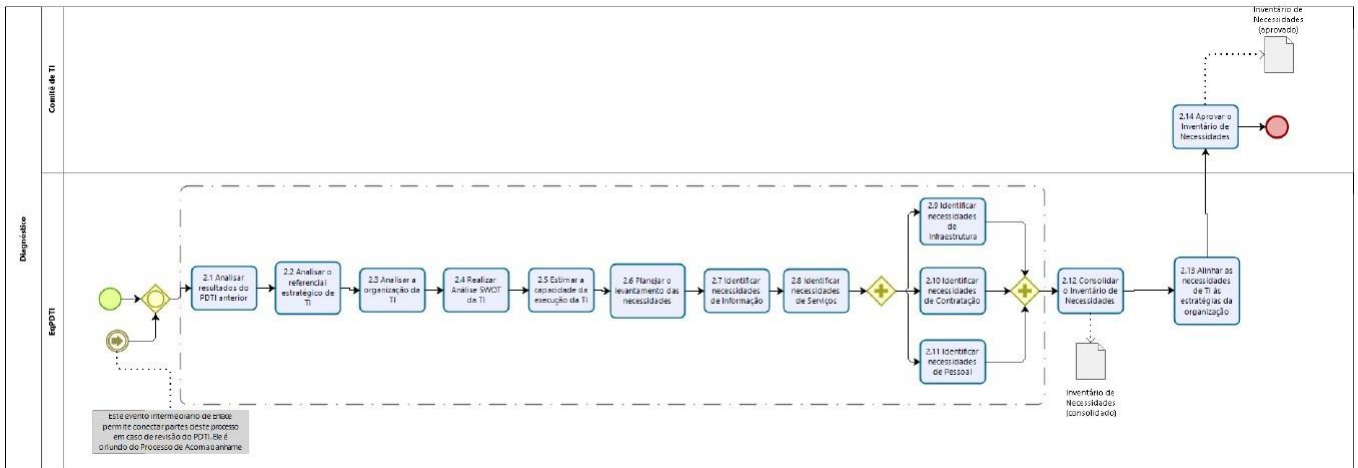 Diagnóstico
Comitê de TI
Inventário de
Necessidades
(aprovado)
2.14 Aprovar o
Inventário de
Necessidades
EqPDTI
2.1 Analisar
resultados do
PDTI anterior
2.2 Analisar o
referencial
estratégico de
TI
2.3 Analisar a
organização da
TI
2.4 Realizar
Análise SWOT
da TI
2.5 Estimar a
capacidade da
execução da TI
2.6 Planejar o
levantamento das
necessidades
2.7 Identificar
necessidades
de Informação
2.8 Identificar
necessidades
de Serviços
2.9 Identificar
necessidades
de
Infraestrutura
2.10 Identificar
necessidades
de Contratação
2.11 Identificar
necessidades
de Pessoal
2.12 Consolidar
o Inventário de
Necessidades
Inventário de
Necessidades
(consolidado)
2.13 Alinhar as
necessidades
de TI às
estratégias da
organização
Este evento intermediário de Enlace
permite conectar partes deste processo
em caso de revisão do PDTI. Ele é
oriundo do Processo de Acompanhame